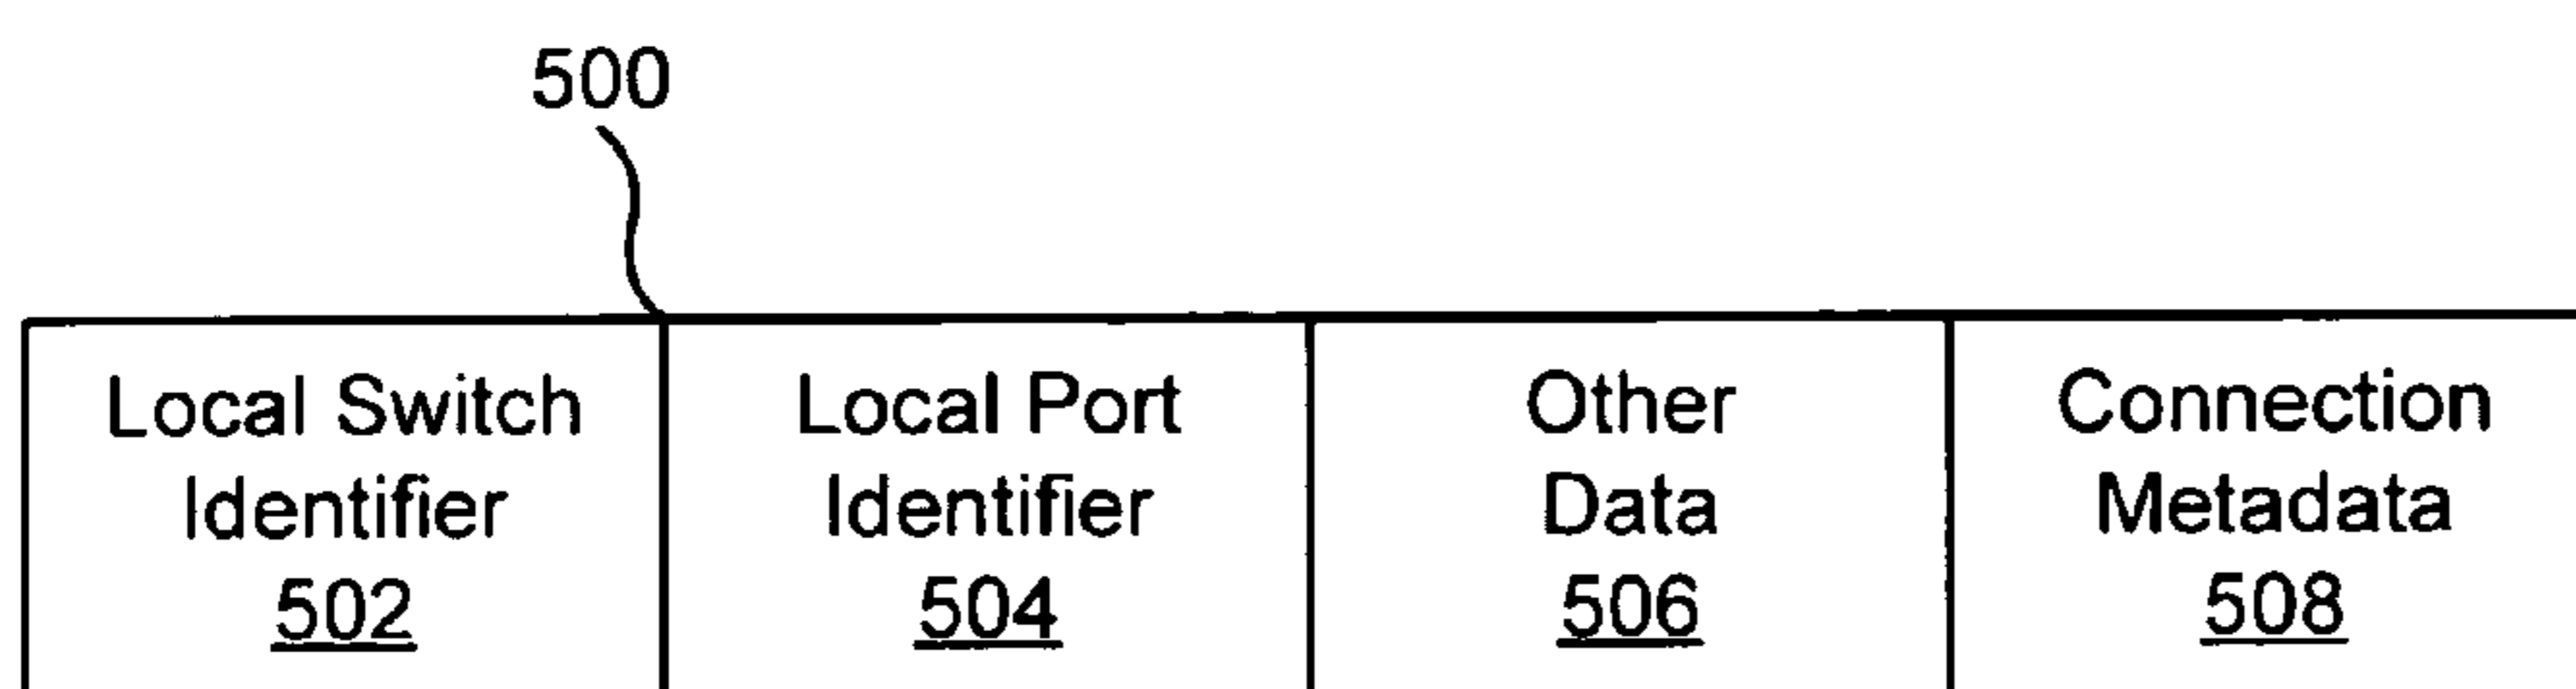 500
Local Switch
Identifier
502
Local Port
Identifier
504
Other
Data
506
Connection
Metadata
508